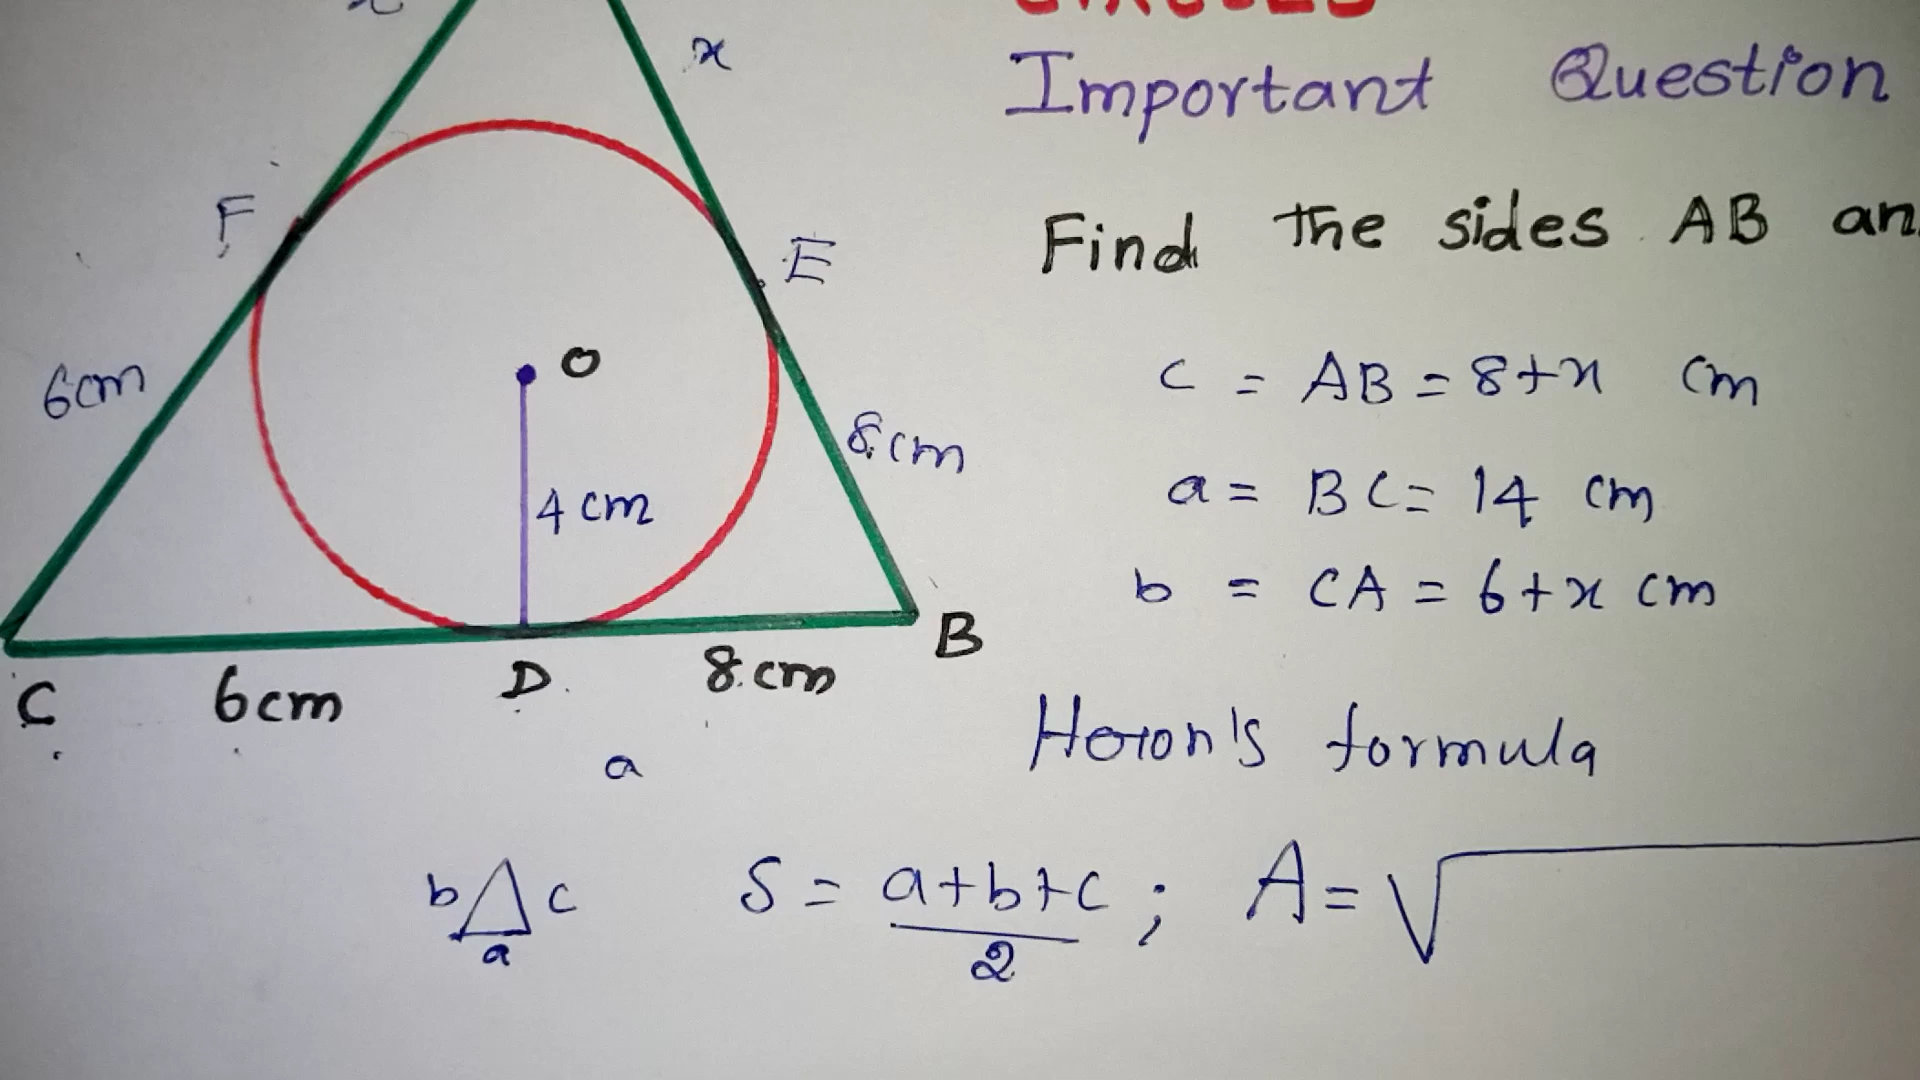 x
Important Question
F
E
Find the sides AB
6cm
O
c = AB = 8+x cm
8cm
4cm
a = BC = 14 cm
b = CA = 6+x cm
B
C 6cm D 8cm
a
Heron's formula
b c
a
S = a+b+c ; A = √
2